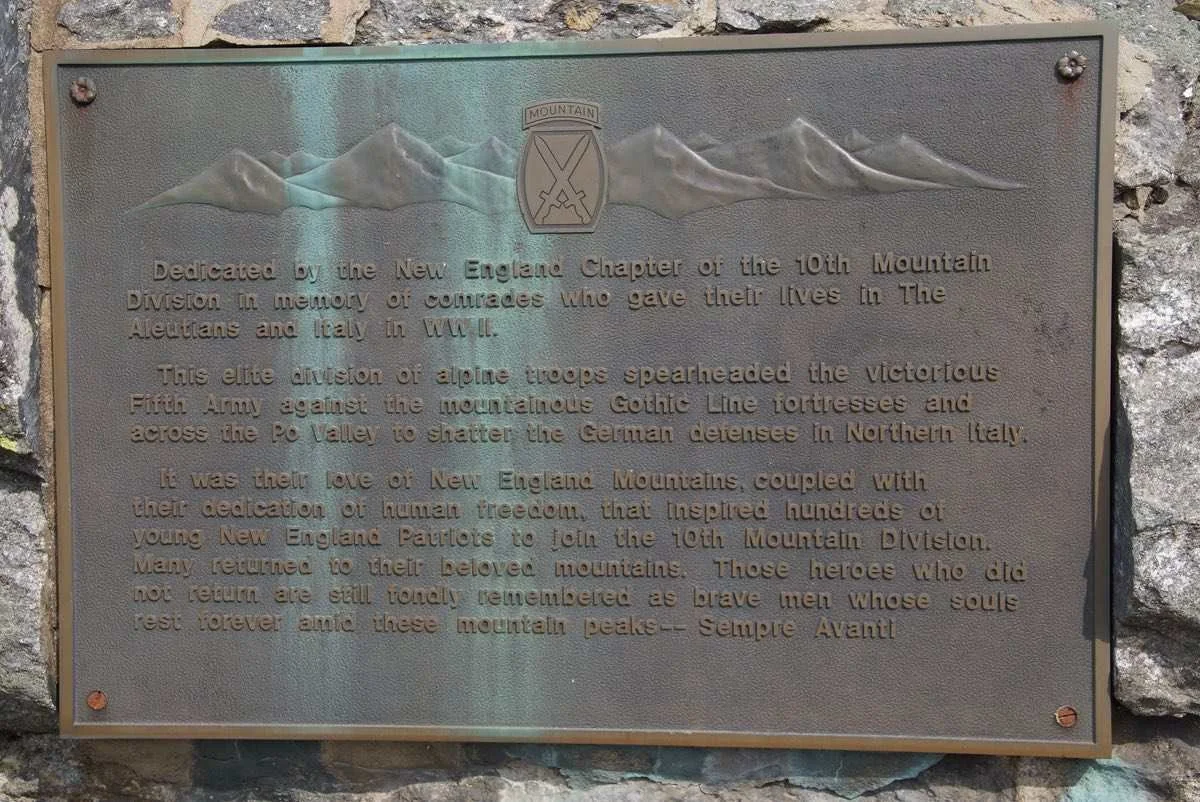 MOUNTAIN
Dedicated by the New England Chapter of the 10th Mountain
Division in memory of comrades who gave their lives in The
Aleutians and Italy in WW.II.
This elite division of alpine troops spearheaded the victorious
Fifth Army against the mountainous Gothic Line fortresses and
across the Po Valley to shatter the German defenses in Northern Italy.
It was their love of New England Mountains, coupled with
their dedication of human freedom, that inspired hundreds of
young New England Patriots to join the 10th Mountain Division.
Many returned to their beloved mountains. Those heroes who did
not return are still fondly remembered as brave men whose souls
rest forever amid these mountain peaks-- Sempre Avanti